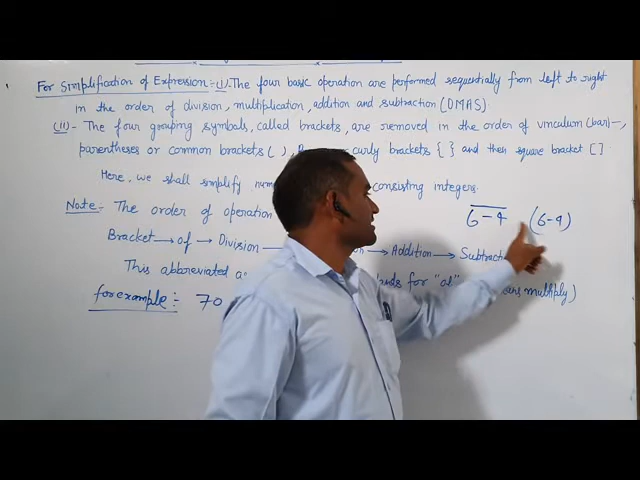 For Simplification of Expression:- (i). The four basic operation are performed sequentially from left to right
in the order of division, multiplication, addition and subtraction (DMAS).
(ii)- The four grouping symbols, called brackets, are removed in the order of vinculum (bar) —,
parentheses or common brackets ( ), curly brackets { } and then square bracket [ ].
Here, we shall simplify consisting integers.
Note:- The order of operation
6 - 4 (6-4)
Bracket → of → Division → → Addition →
This abbreviated "of" multiply)
for example:- 70